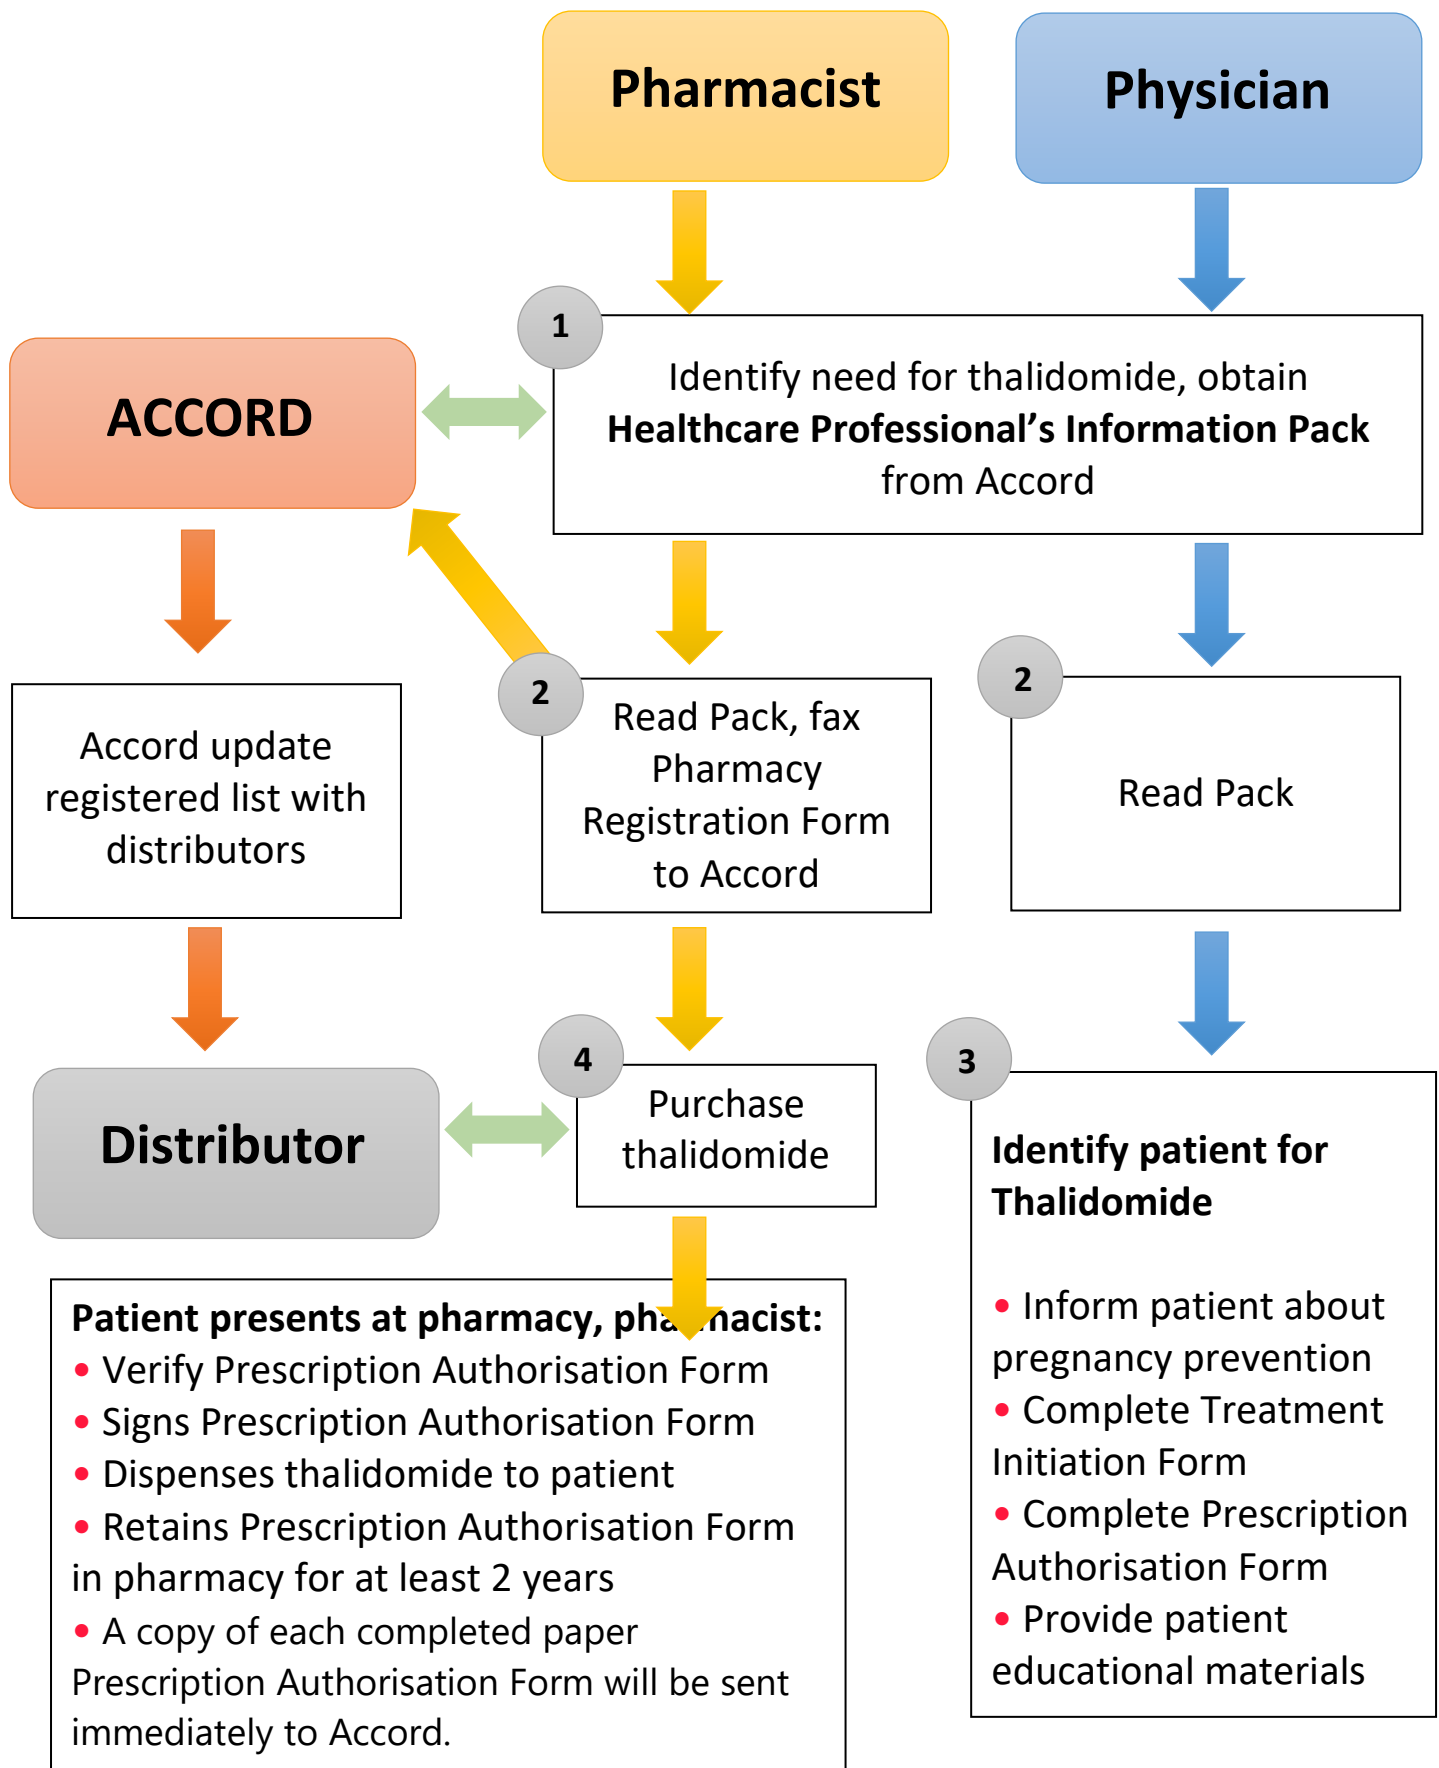 Pharmacist
Physician
1
Identify need for thalidomide, obtain
Healthcare Professional’s Information Pack
from Accord
ACCORD
2
Read Pack, fax
Pharmacy
Registration Form
to Accord
2
Read Pack
Accord update
registered list with
distributors
Distributor
4
Purchase
thalidomide
3
Identify patient for
Thalidomide
• Inform patient about
pregnancy prevention
• Complete Treatment
Initiation Form
• Complete Prescription
Authorisation Form
• Provide patient
educational materials
Patient presents at pharmacy, pharmacist:
• Verify Prescription Authorisation Form
• Signs Prescription Authorisation Form
• Dispenses thalidomide to patient
• Retains Prescription Authorisation Form
in pharmacy for at least 2 years
• A copy of each completed paper
Prescription Authorisation Form will be sent
immediately to Accord.